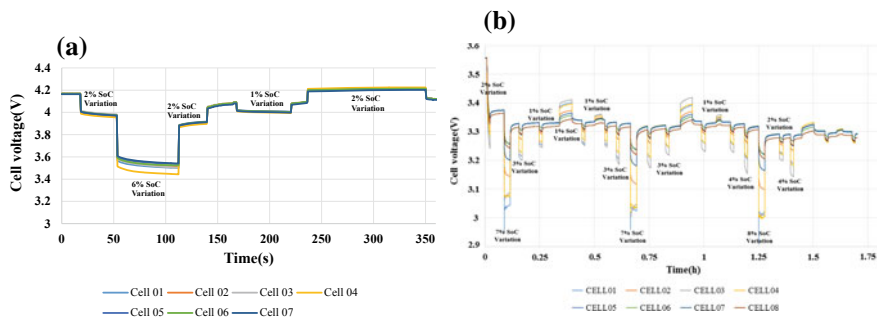 (a)
4.4
4.2
4
3.8
3.6
3.4
3.2
3
Cell voltage(V)
2% SoC
Variation
2% SoC
Variation
1% SoC
Variation
2% SoC
Variation
6% SoC
Variation
0
50
100
150
200
250
300
350
Time(s)
Cell 01
Cell 02
Cell 03
Cell 04
Cell 05
Cell 06
Cell 07
(b)
3.6
3.5
3.4
3.3
3.2
3.1
3
2.9
Cell voltage(V)
2% SoC
Variation
1% SoC
Variation
1% SoC
Variation
1% SoC
Variation
1% SoC
Variation
2% SoC
Variation
3% SoC
Variation
3% SoC
Variation
3% SoC
Variation
4% SoC
Variation
4% SoC
Variation
7% SoC
Variation
7% SoC
Variation
8% SoC
Variation
0
0.25
0.5
0.75
1
1.25
1.5
1.75
Time(h)
CELL01
CELL02
CELL03
CELL04
CELL05
CELL06
CELL07
CELL08